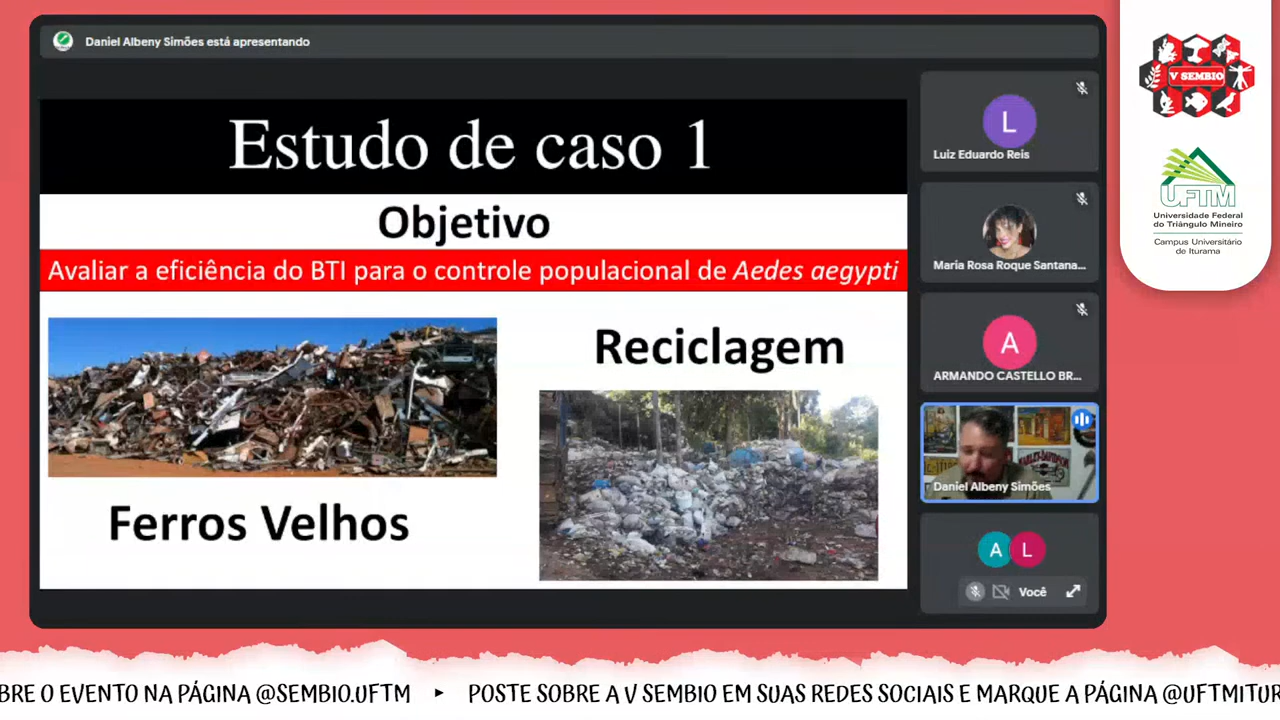 Daniel Albeny Simões está apresentando
Estudo de caso 1
Objetivo
Avaliar a eficiência do BTI para o controle populacional de Aedes aegypti
Reciclagem
Ferros Velhos
L
Luiz Eduardo Reis
Maria Rosa Roque Santana...
A
ARMANDO CASTELLO BR...
HARLEY-DAVIDSON
Daniel Albeny Simões
A L
Você
V SEMBIO
UFTM
Universidade Federal
do Triângulo Mineiro
Campus Universitário
de Iturama
BRE O EVENTO NA PÁGINA @SEMBIO.UFTM ‣ POSTE SOBRE A V SEMBIO EM SUAS REDES SOCIAIS E MARQUE A PÁGINA @UFTMITUR